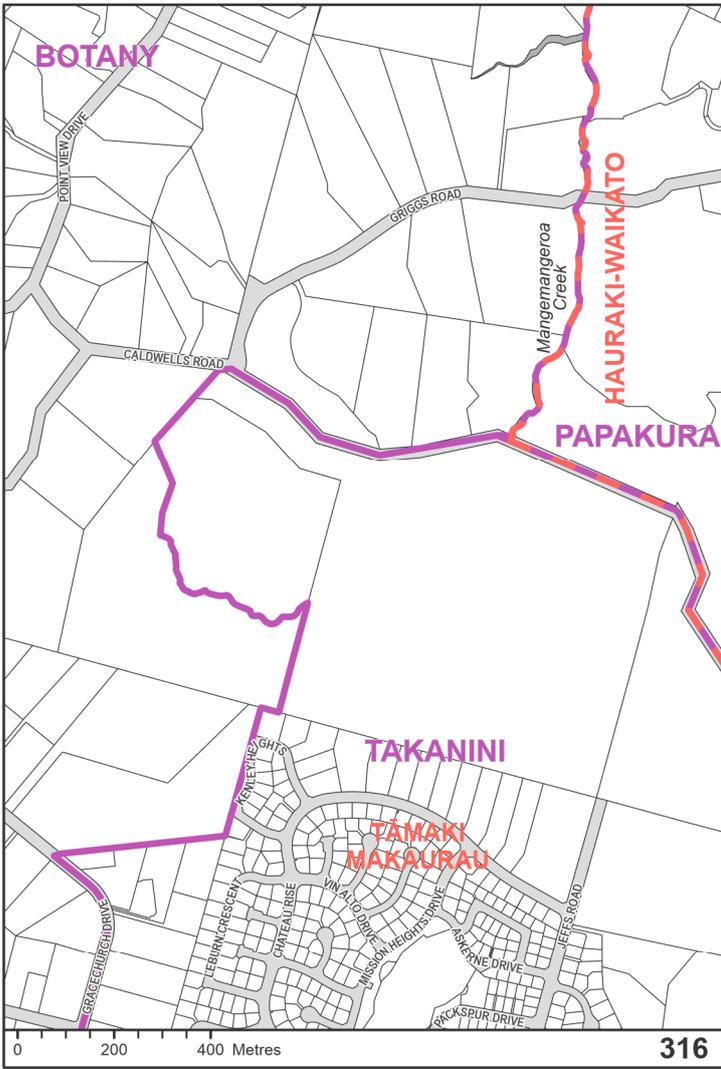 BOTANY
POINT VIEW DRIVE
GRIGGS ROAD
HAURAKI-WAIKATO
Mangemangeroa
Creek
CALDWELLS ROAD
PAPAKURA
TAKANINI
KENLEY HEIGHTS
TĀMAKI
MAKAURAU
LEBURN CRESCENT
CHATEAU RISE
VIN ALTO DRIVE
MISSION HEIGHTS DRIVE
JEFFS ROAD
ASKERNE DRIVE
GRACECHURCH DRIVE
PACKSPUR DRIVE
0 200 400 Metres
316